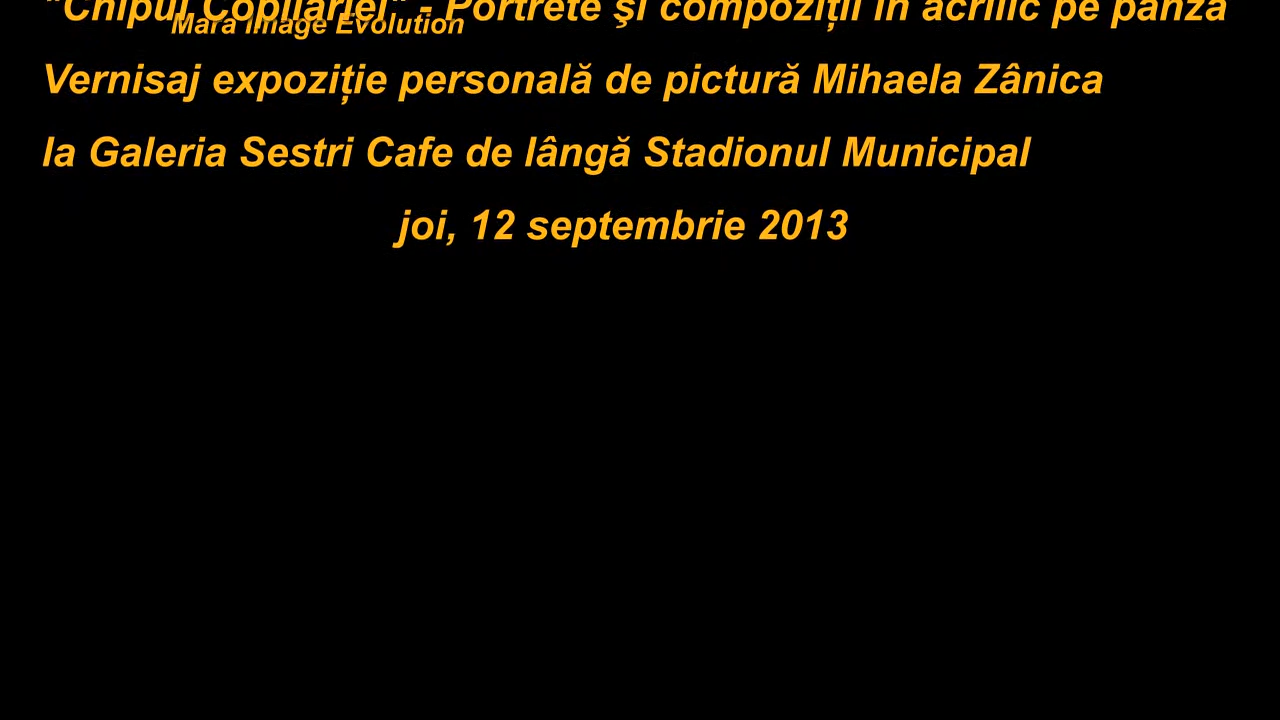 "Chipul Copilăriei" - Portrete şi compoziții în acrilic pe pânză
Mara Image Evolution
Vernisaj expoziție personală de pictură Mihaela Zânica
la Galeria Sestri Cafe de lângă Stadionul Municipal
joi, 12 septembrie 2013